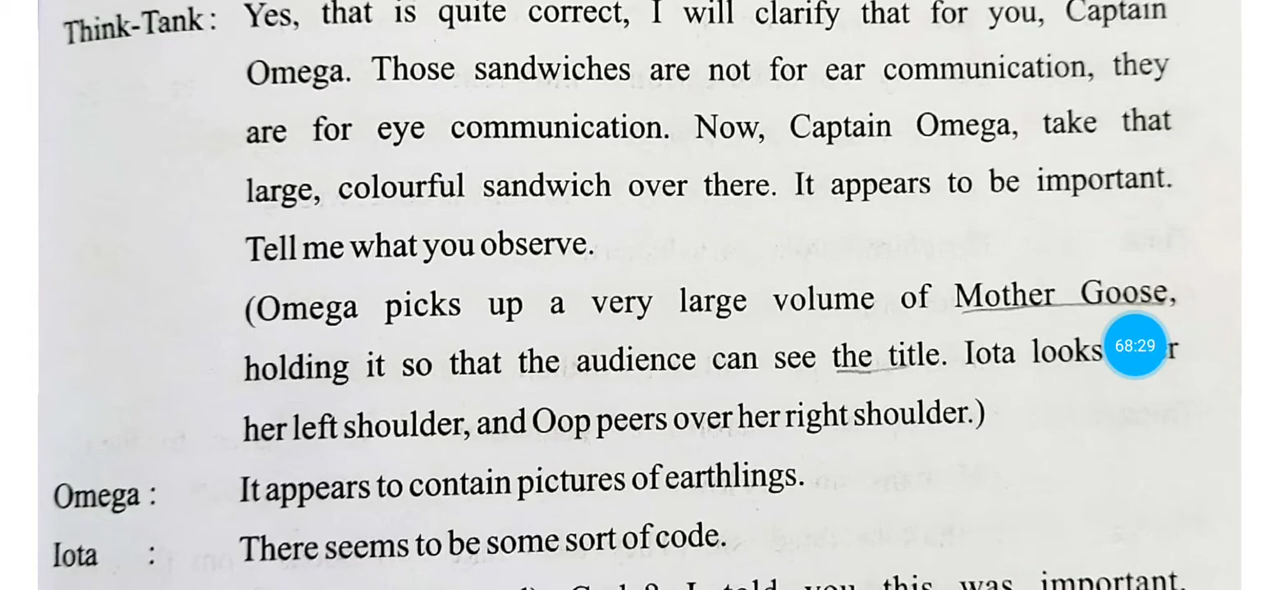 Think-Tank : Yes, that is quite correct, I will clarify that for you, Captain
Omega. Those sandwiches are not for ear communication, they
are for eye communication. Now, Captain Omega, take that
large, colourful sandwich over there. It appears to be important.
Tell me what you observe.
(Omega picks up a very large volume of Mother Goose,
holding it so that the audience can see the title. Iota looks
68:29
her left shoulder, and Oop peers over her right shoulder.)
Omega : It appears to contain pictures of earthlings.
Iota : There seems to be some sort of code.
I told you this was important.